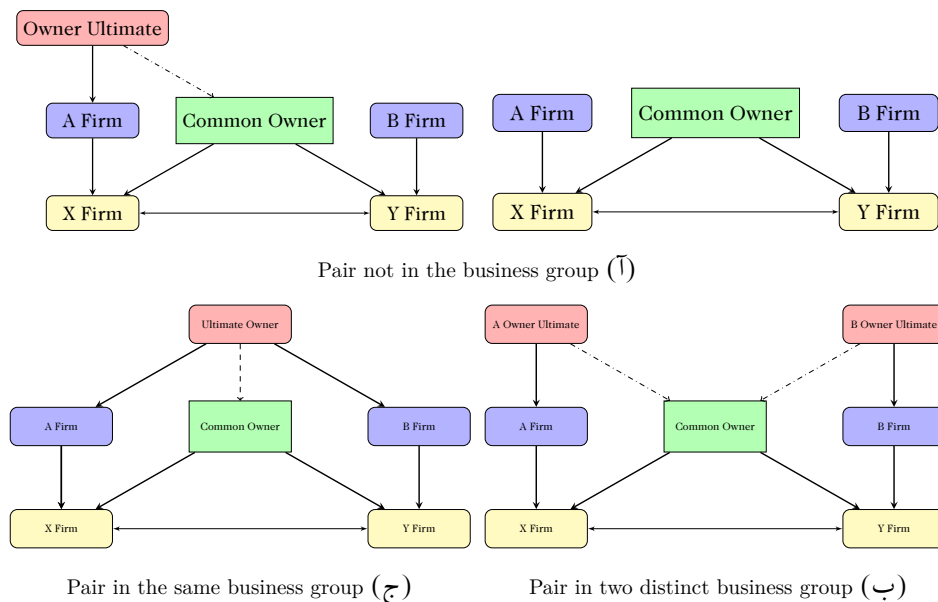 Owner Ultimate
A Firm
Common Owner
B Firm
X Firm
Y Firm
A Firm
Common Owner
B Firm
X Firm
Y Firm
Pair not in the business group (آ)
Ultimate Owner
A Firm
Common Owner
B Firm
X Firm
Y Firm
Pair in the same business group (ج)
A Owner Ultimate
B Owner Ultimate
A Firm
Common Owner
B Firm
X Firm
Y Firm
Pair in two distinct business group (ب)